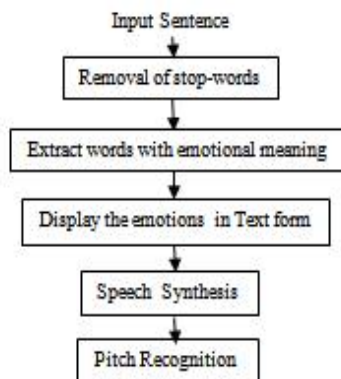 Input Sentence
Removal of stop-words
Extract words with emotional meaning
Display the emotions in Text form
Speech Synthesis
Pitch Recognition